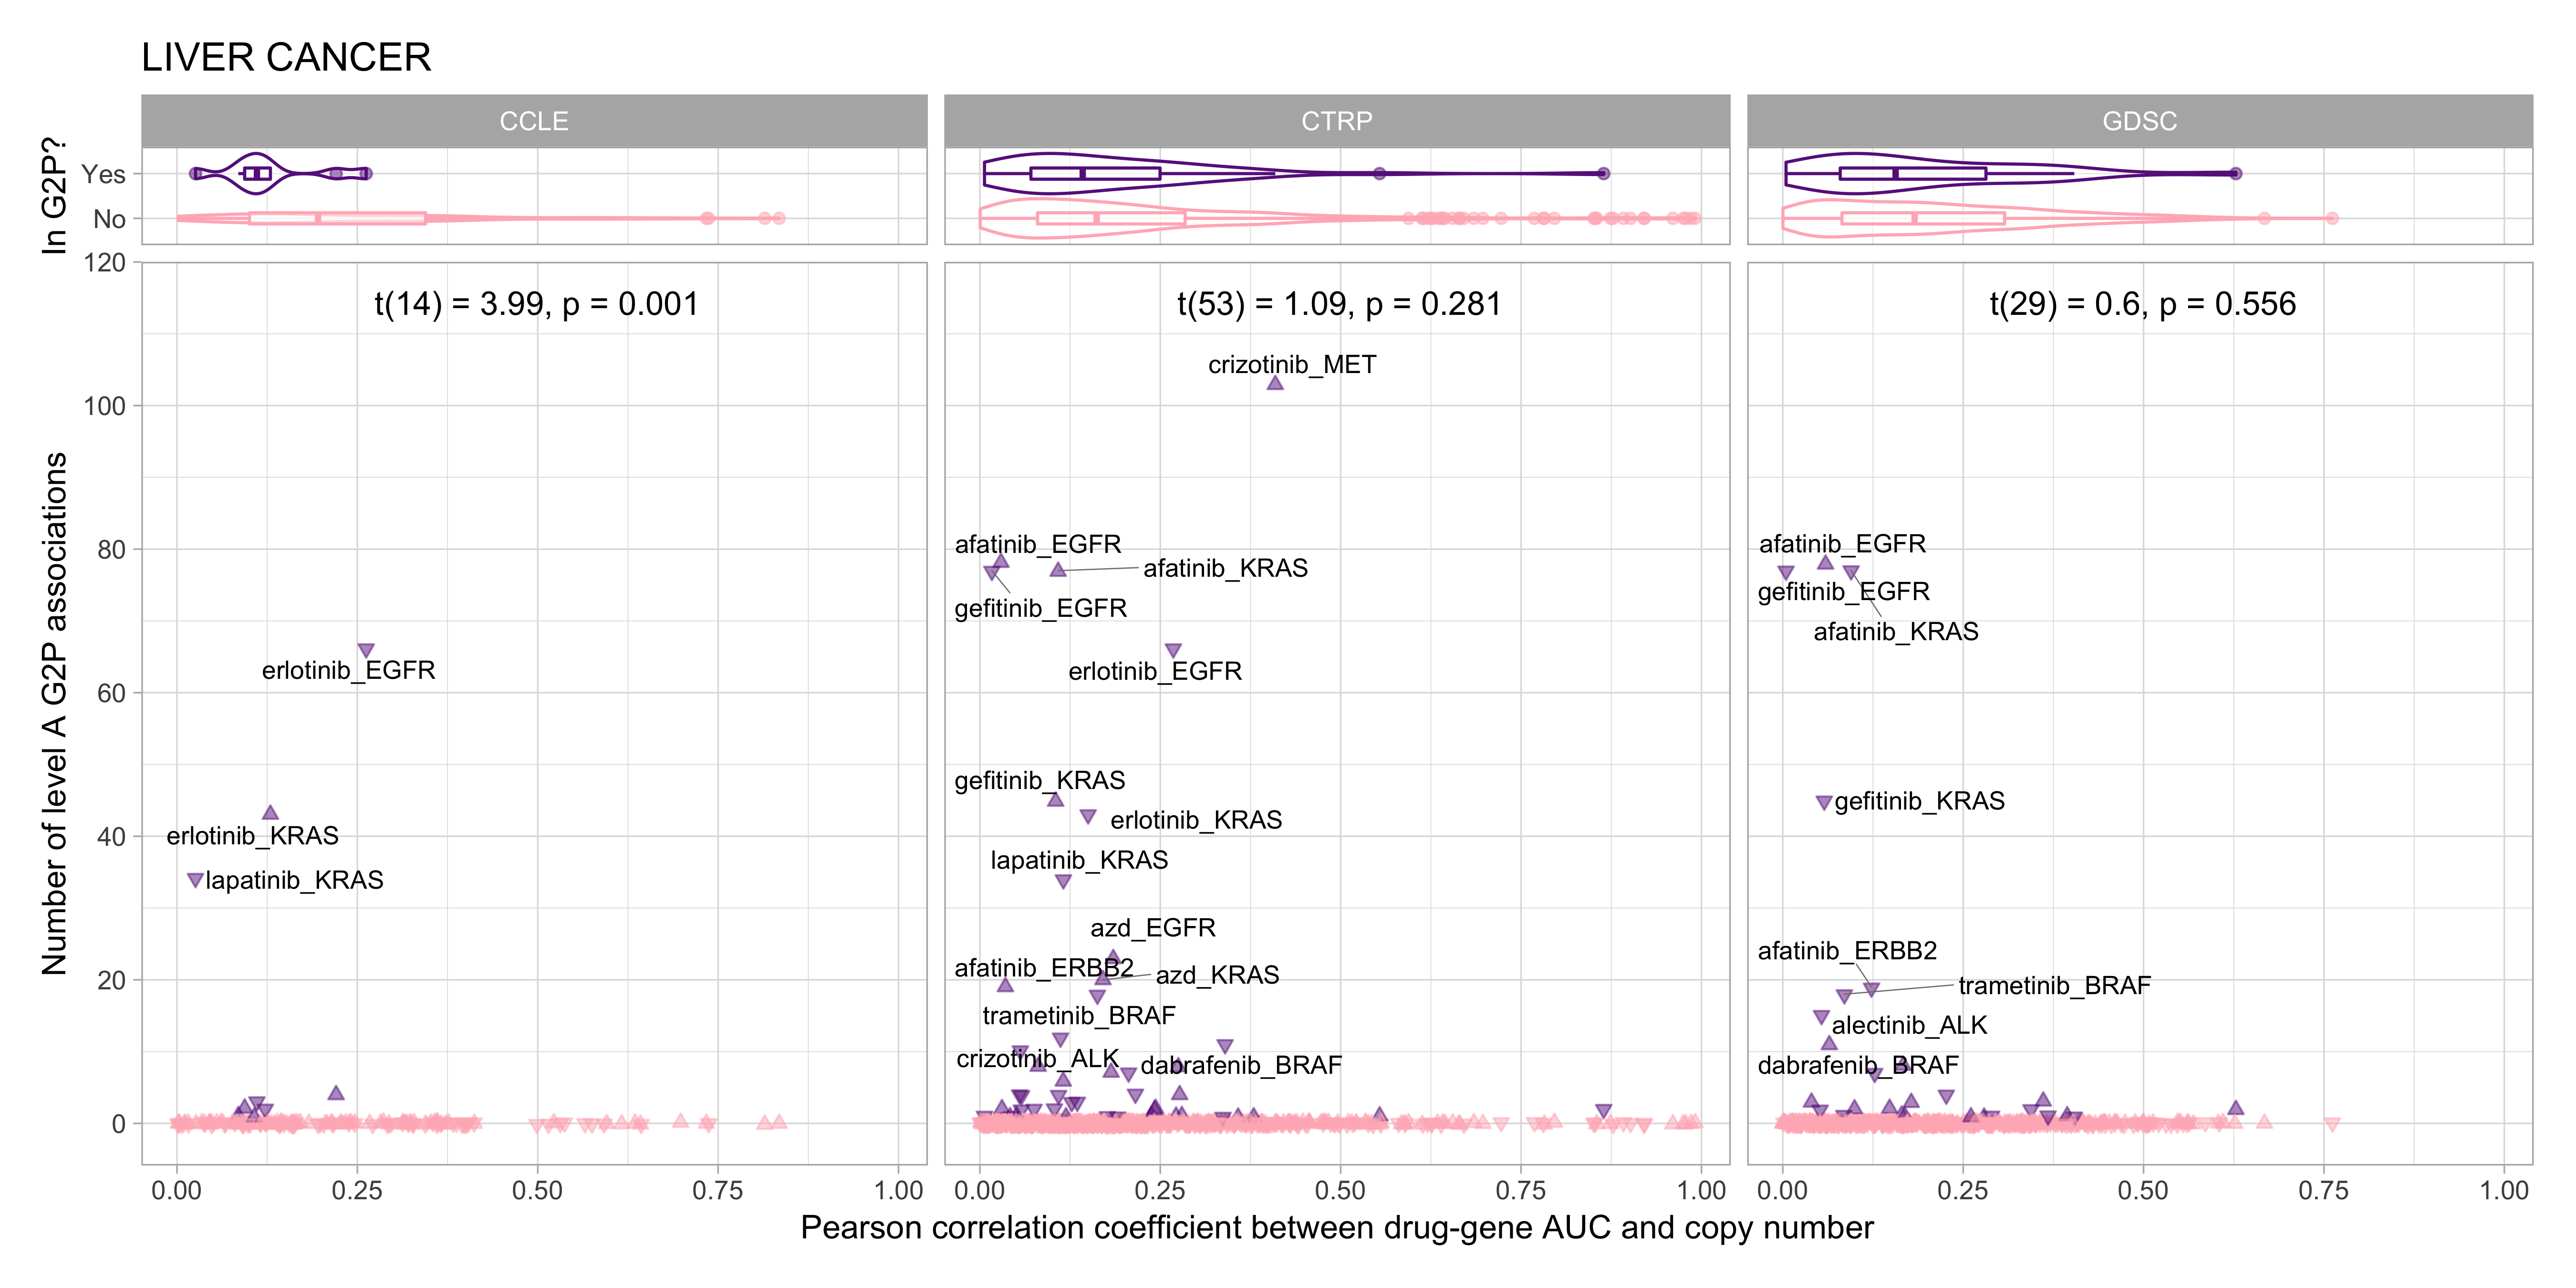 LIVER CANCER
CCLE
CTRP
GDSC
In G2P?
Yes
No
Number of level A G2P associations
120
100
80
60
40
20
0
t(14) = 3.99, p = 0.001
erlotinib_EGFR
erlotinib_KRAS
lapatinib_KRAS
t(53) = 1.09, p = 0.281
crizotinib_MET
afatinib_EGFR
afatinib_KRAS
gefitinib_EGFR
erlotinib_EGFR
gefitinib_KRAS
erlotinib_KRAS
lapatinib_KRAS
azd_EGFR
afatinib_ERBB2
azd_KRAS
trametinib_BRAF
crizotinib_ALK
dabrafenib_BRAF
t(29) = 0.6, p = 0.556
afatinib_EGFR
gefitinib_EGFR
afatinib_KRAS
gefitinib_KRAS
afatinib_ERBB2
trametinib_BRAF
alectinib_ALK
dabrafenib_BRAF
0.00 0.25 0.50 0.75 1.00
0.00 0.25 0.50 0.75 1.00
0.00 0.25 0.50 0.75 1.00
Pearson correlation coefficient between drug-gene AUC and copy number